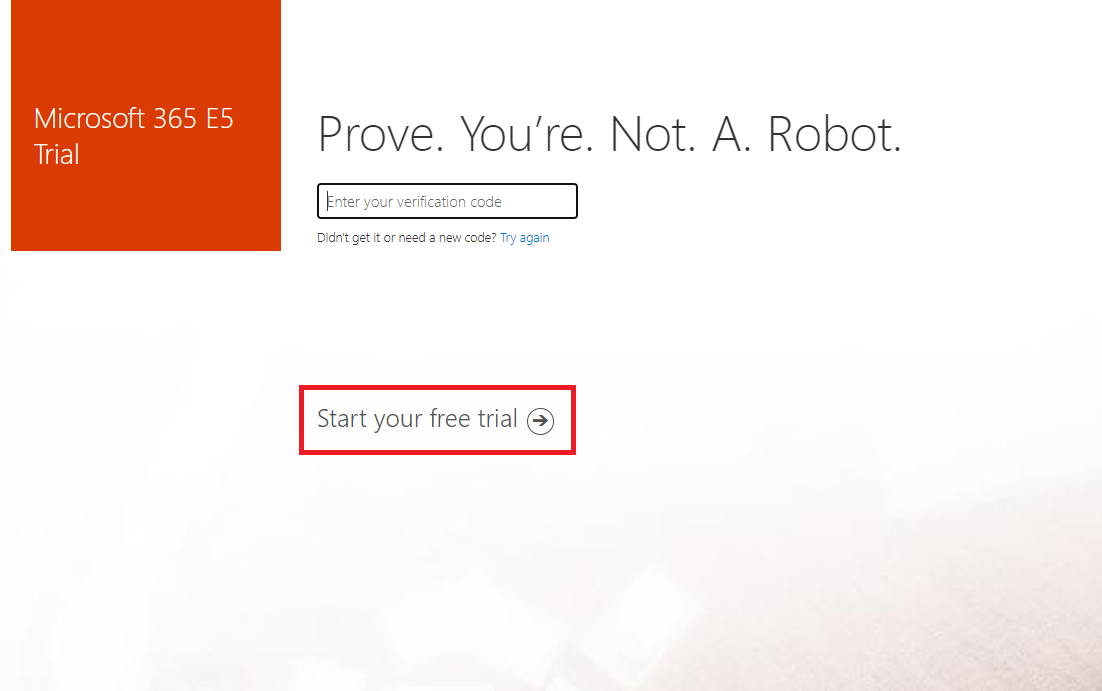 Microsoft 365 E5
Trial
Prove. You’re. Not. A. Robot.
Enter your verification code
Didn't get it or need a new code? Try again
Start your free trial